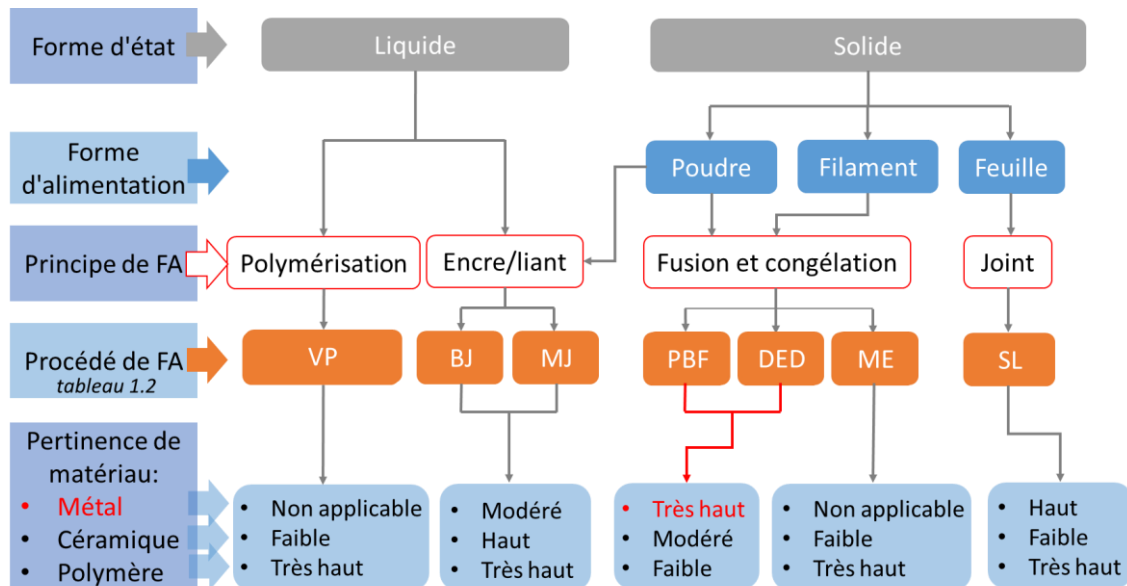 Forme d'état
Liquide
Solide
Forme
d'alimentation
Poudre
Filament
Feuille
Principe de FA
Polymérisation
Encre/liant
Fusion et congélation
Joint
Procédé de FA
tableau 1.2
VP
BJ
MJ
PBF
DED
ME
SL
Pertinence de
matériau:
• Métal
• Céramique
• Polymère
• Non applicable
• Faible
• Très haut
• Modéré
• Haut
• Très haut
• Très haut
• Modéré
• Faible
• Non applicable
• Faible
• Très haut
• Haut
• Faible
• Très haut